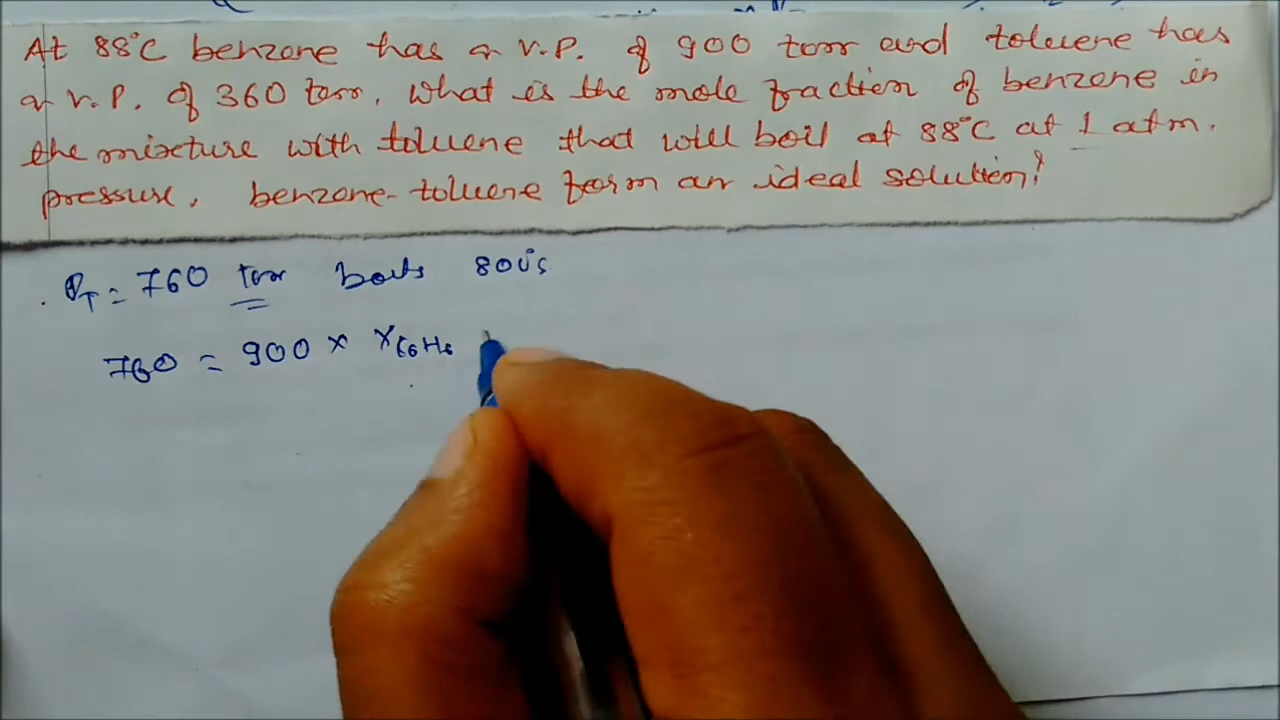 At 88°C benzene has a V.P. of 900 torr and toluene has
a V.P. of 360 torr. What is the mole fraction of benzene in
the mixture with toluene that will boil at 88°C at 1 atm.
pressure, benzene-toluene form an ideal solution?
P_T = 760 torr boils
760 = 900 × X_C6H6